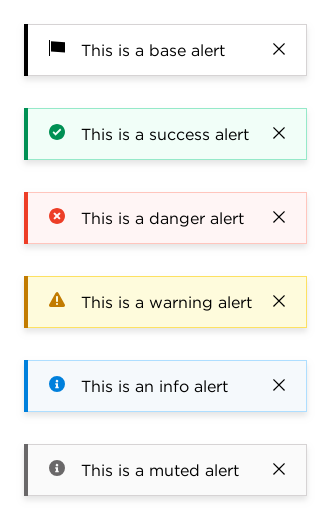 This is a base alert
This is a success alert
This is a danger alert
This is a warning alert
This is an info alert
This is a muted alert